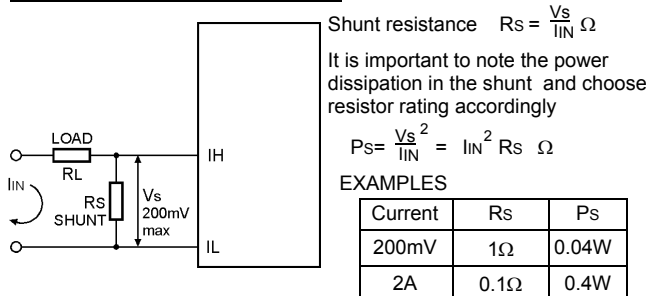 Shunt resistance Rs = Vs/IIN Ω
It is important to note the power
dissipation in the shunt and choose
resistor rating accordingly
Ps= Vs²/IIN = IIN² Rs Ω
EXAMPLES
Current Rs Ps
200mV 1Ω 0.04W
2A 0.1Ω 0.4W
LOAD
RL
IIN
Rs
SHUNT
Vs
200mV
max
IH
IL